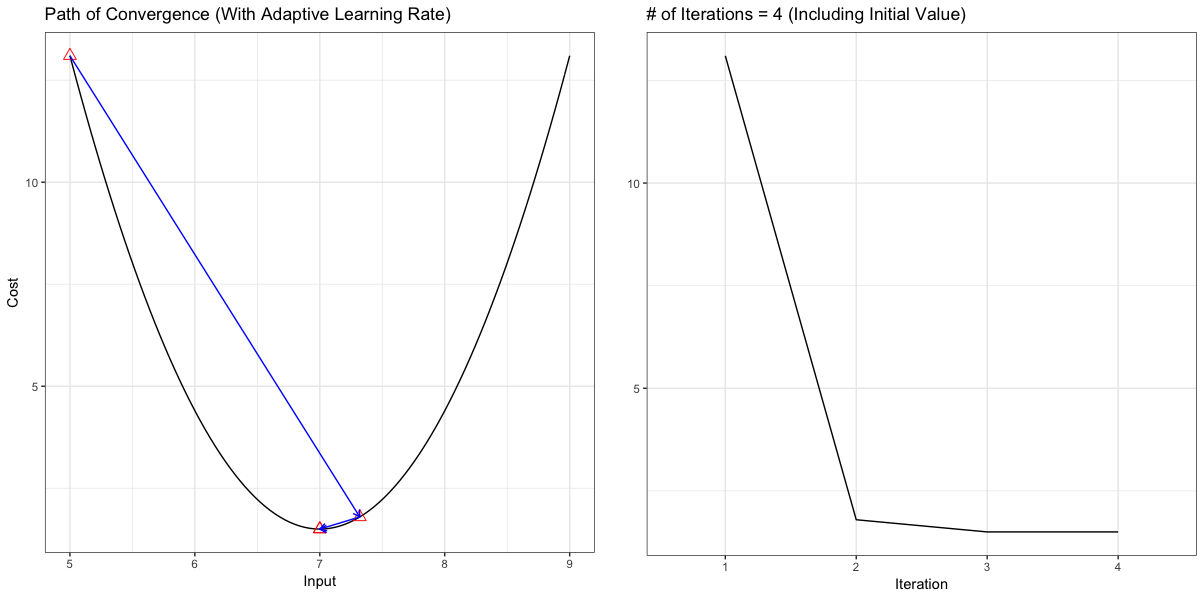 Path of Convergence (With Adaptive Learning Rate)
10
5
Cost
5 6 7 8 9
Input
# of Iterations = 4 (Including Initial Value)
10
5
1 2 3 4
Iteration